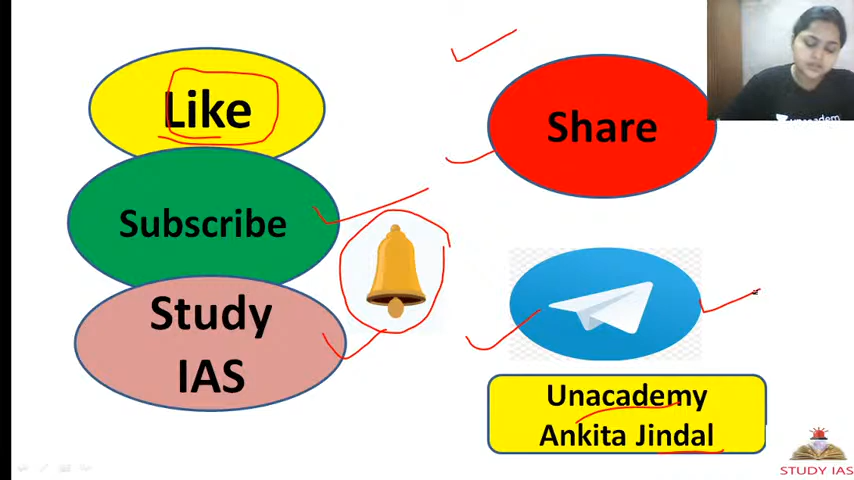 Like
Subscribe
Study
IAS
Share
Unacademy
Ankita Jindal
STUDY IAS